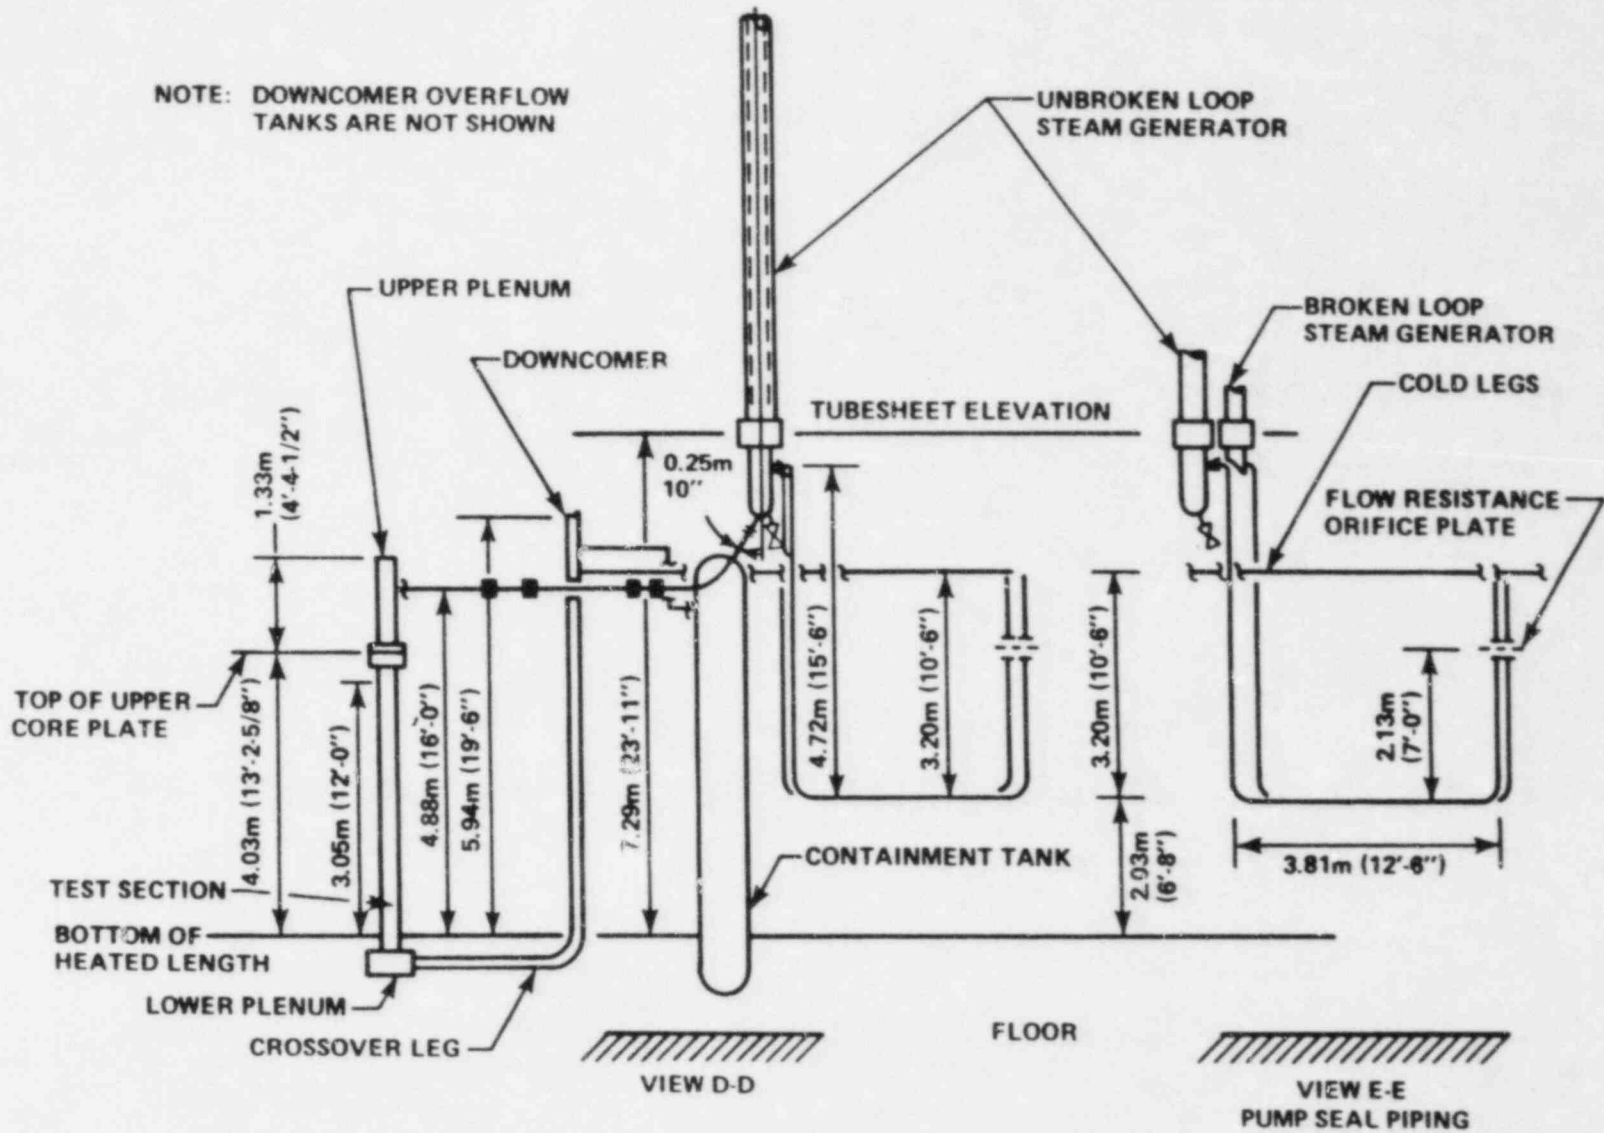 NOTE: DOWNCOMER OVERFLOW
TANKS ARE NOT SHOWN
UNBROKEN LOOP
STEAM GENERATOR
UPPER PLENUM
DOWNCOMER
BROKEN LOOP
STEAM GENERATOR
COLD LEGS
TUBESHEET ELEVATION
0.25m
10"
FLOW RESISTANCE
ORIFICE PLATE
1.33m
(4'-4-1/2")
TOP OF UPPER
CORE PLATE
4.03m (13'-2-5/8")
3.05m (12'-0")
4.88m (16'-0")
5.94m (19'-6")
7.29m (23'-11")
4.72m (15'-6")
3.20m (10'-6")
3.20m (10'-6")
2.13m
(7'-0")
2.03m
(6'-8")
3.81m (12'-6")
CONTAINMENT TANK
TEST SECTION
BOTTOM OF
HEATED LENGTH
LOWER PLENUM
CROSSOVER LEG
FLOOR
VIEW D-D
VIEW E-E
PUMP SEAL PIPING